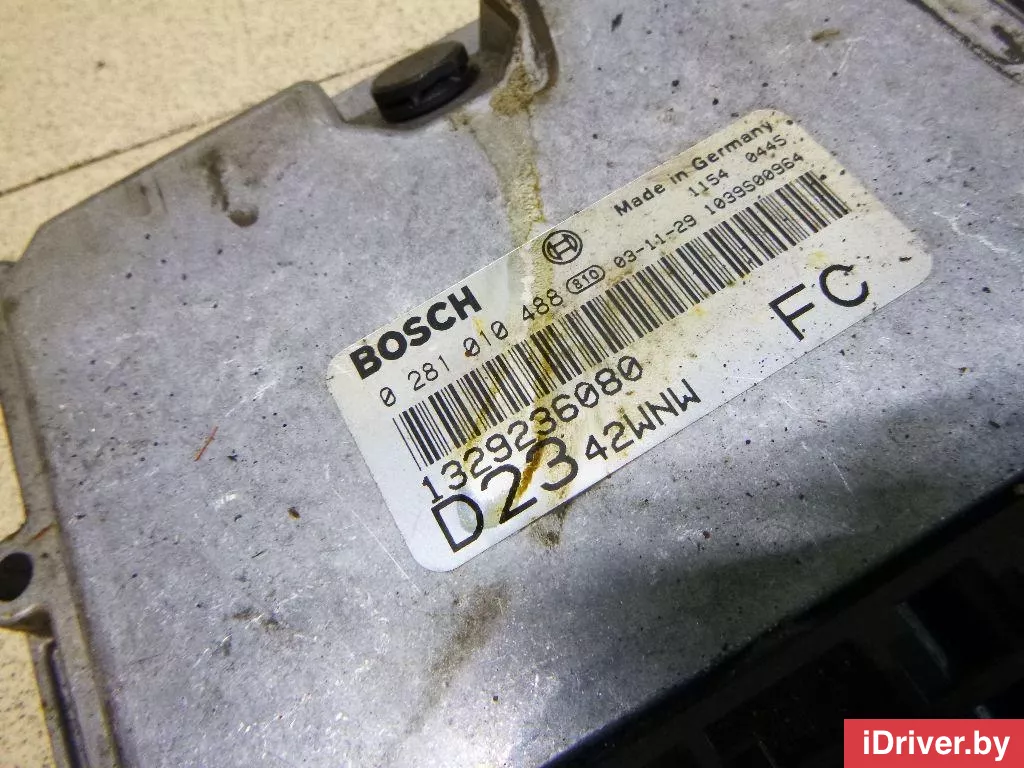 Made in Germany
1154 0445
BOSCH
0 281 010 488 810 03-11-29 1039S00964
1329236080
D23 42WNW FC
iDriver.by